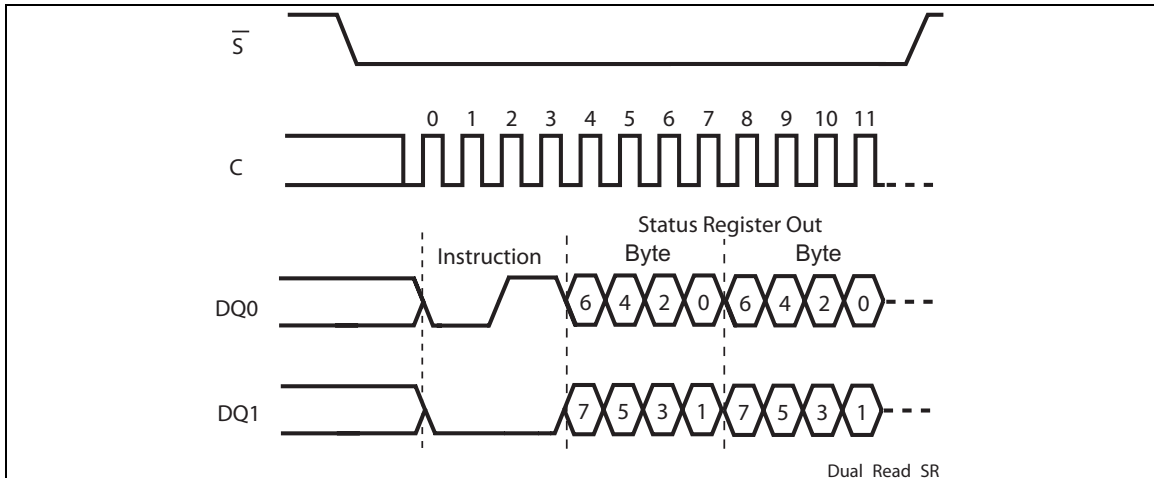 S
0 1 2 3 4 5 6 7 8 9 10 11
C
Status Register Out
Instruction Byte Byte
DQ0 6 4 2 0 6 4 2 0
DQ1 7 5 3 1 7 5 3 1
Dual Read SR